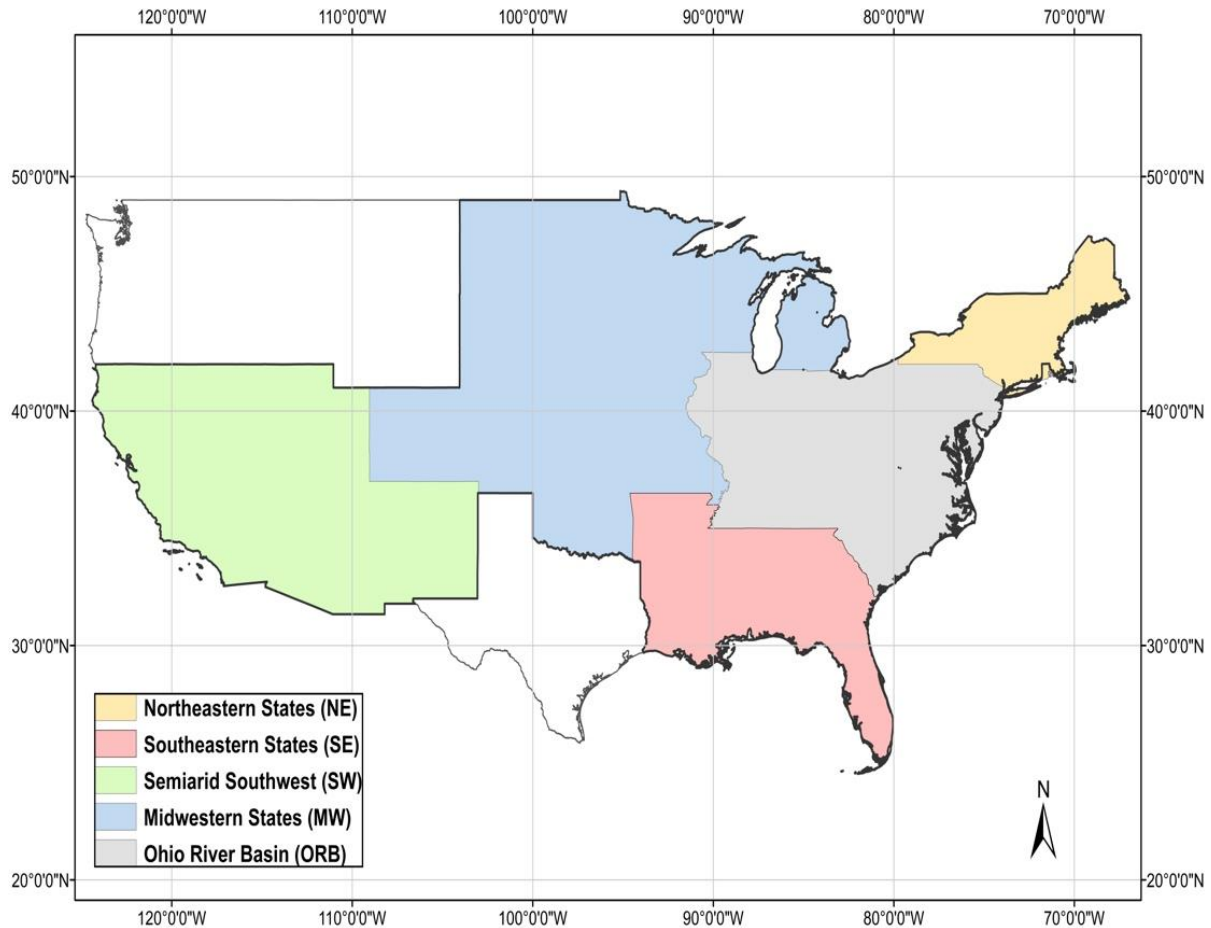 120°0'0"W 110°0'0"W 100°0'0"W 90°0'0"W 80°0'0"W 70°0'0"W
50°0'0"N 50°0'0"N
40°0'0"N 40°0'0"N
30°0'0"N 30°0'0"N
Northeastern States (NE)
Southeastern States (SE)
Semiarid Southwest (SW)
Midwestern States (MW)
Ohio River Basin (ORB)
N
20°0'0"N 20°0'0"N
120°0'0"W 110°0'0"W 100°0'0"W 90°0'0"W 80°0'0"W 70°0'0"W